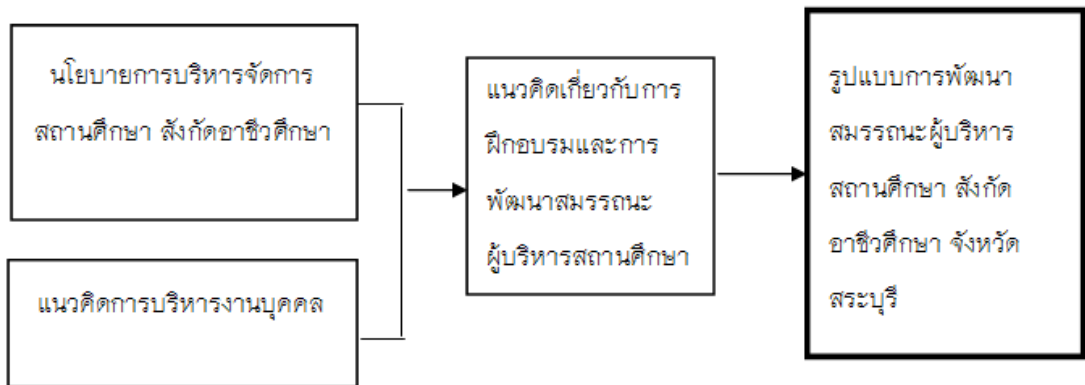 นโยบายการบริหารจัดการ
สถานศึกษา สังกัดอาชีวศึกษา
แนวคิดการบริหารงานบุคคล
แนวคิดเกี่ยวกับการ
ฝึกอบรมและการ
พัฒนาสมรรถนะ
ผู้บริหารสถานศึกษา
รูปแบบการพัฒนา
สมรรถนะผู้บริหาร
สถานศึกษา สังกัด
อาชีวศึกษา จังหวัด
สระบุรี